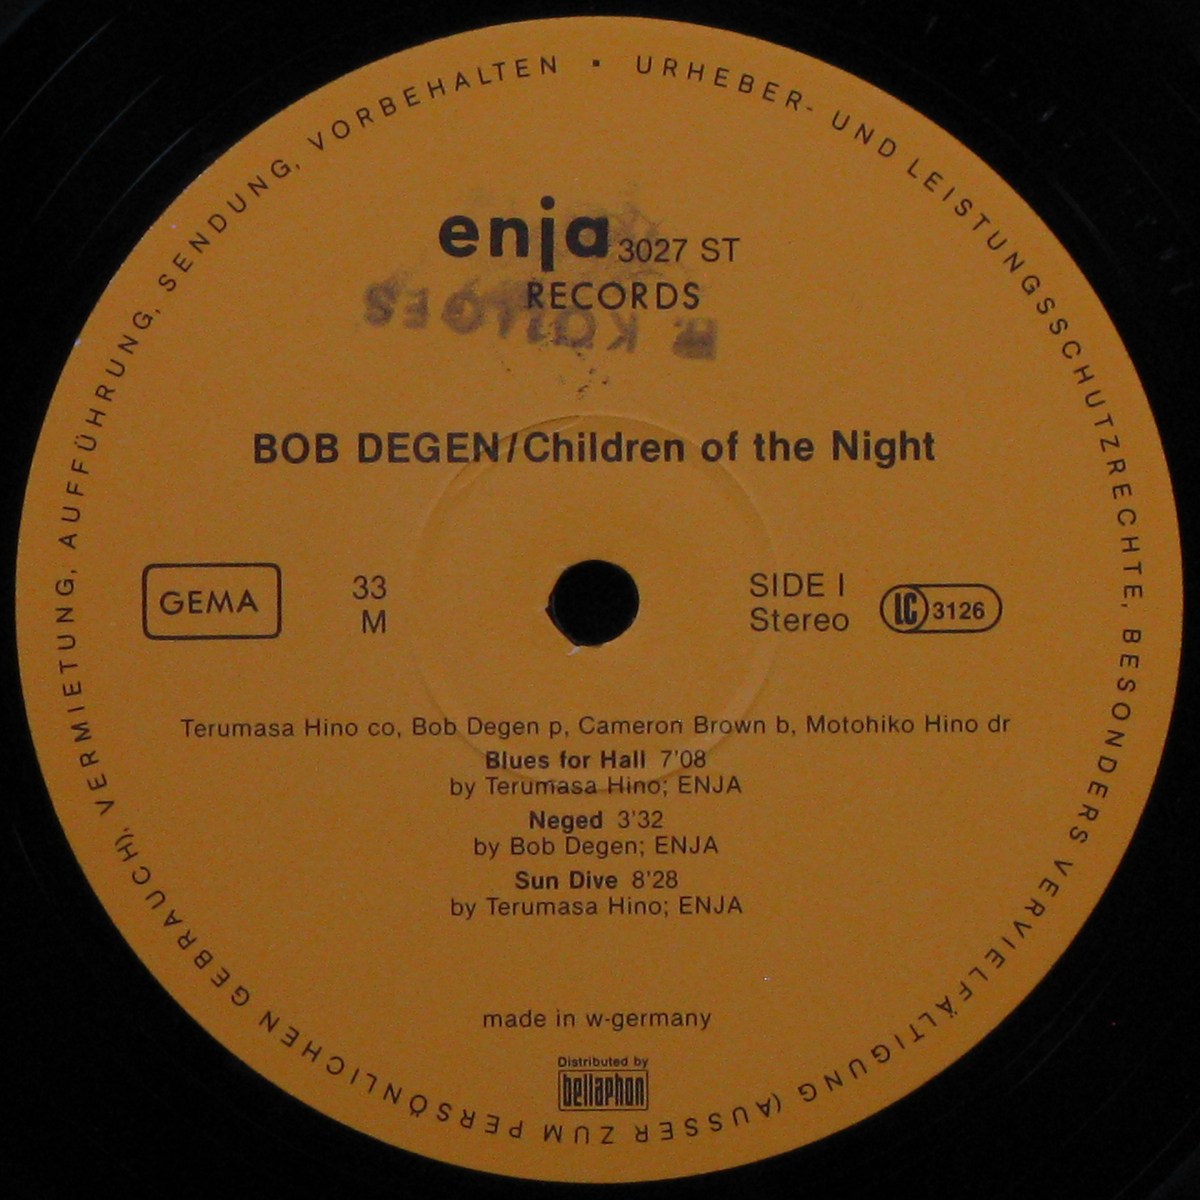 URHEBER- UND LEISTUNGSSCHUTZRECHTE, BESONDERS VERVIELFÄLTIGUNG (AUSSER ZUM PERSÖNLICHEN GEBRAUCH), VERMIETUNG, AUFFÜHRUNG, SENDUNG, VORBEHALTEN ▪
enja 3027 ST
RECORDS
BOB DEGEN/Children of the Night
GEMA
33
M
SIDE I
Stereo
LC 3126
Terumasa Hino co, Bob Degen p, Cameron Brown b, Motohiko Hino dr
Blues for Hall 7'08
by Terumasa Hino; ENJA
Neged 3'32
by Bob Degen; ENJA
Sun Dive 8'28
by Terumasa Hino; ENJA
made in w-germany
Distributed by
bellaphon